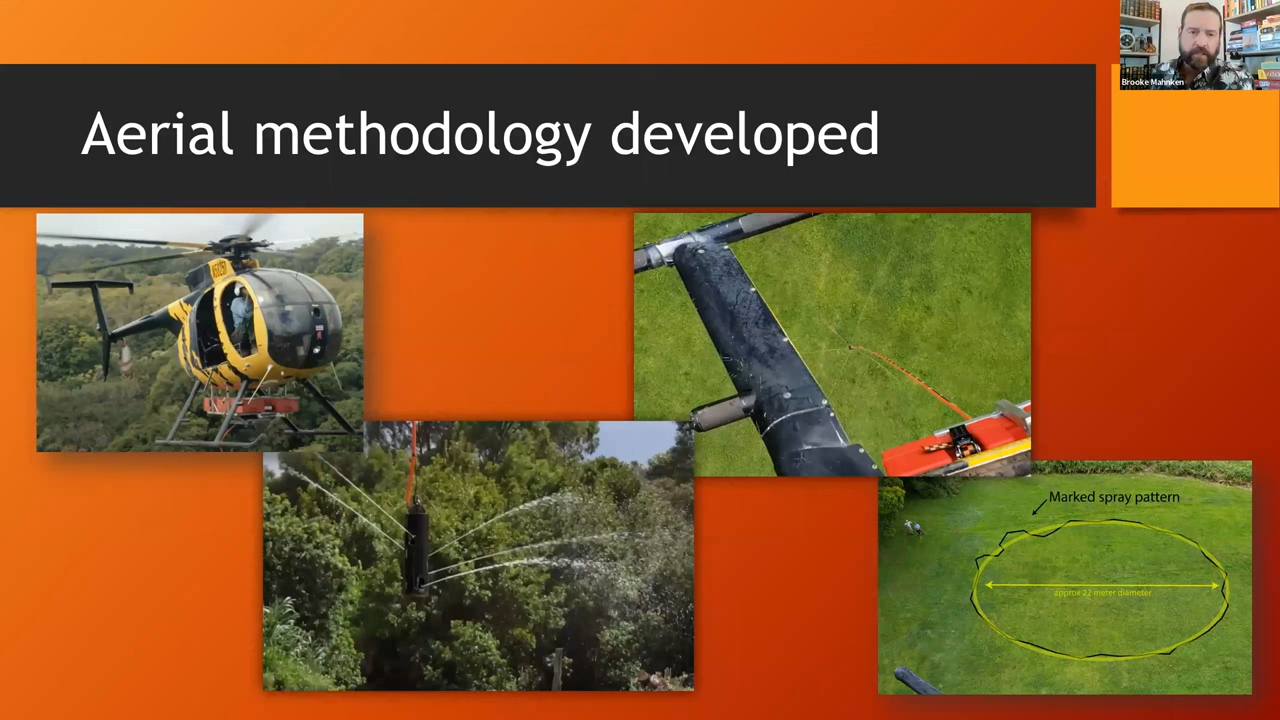 Brooke Mahnken
Aerial methodology developed
Marked spray pattern
approx 22 meter diameter